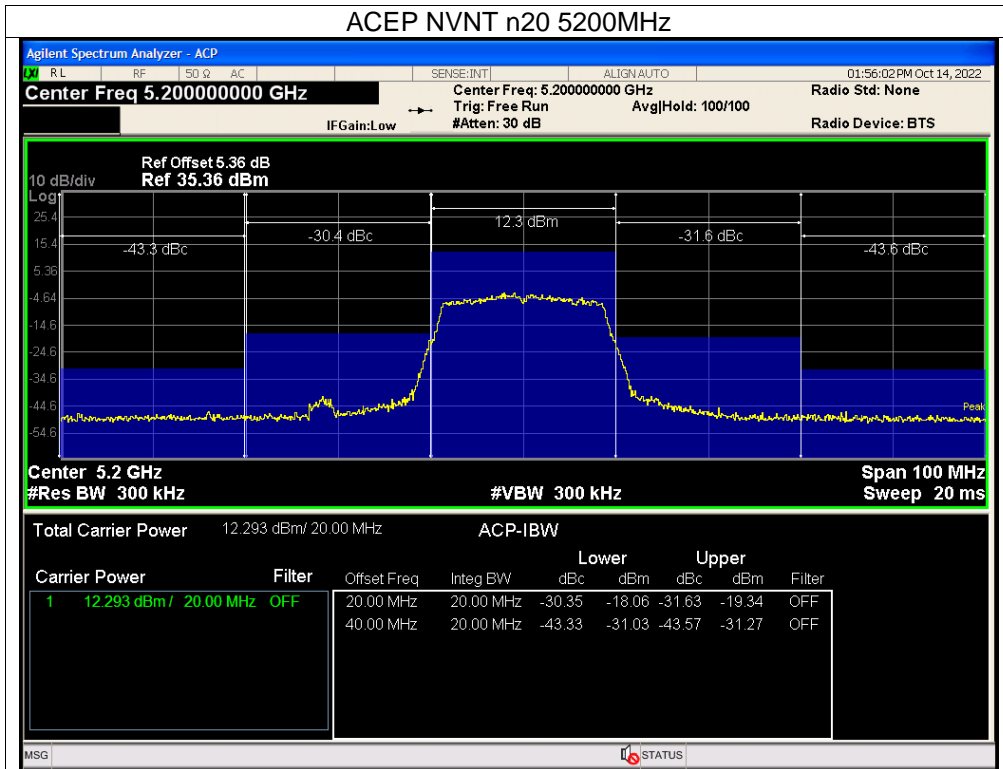 ACEP NVNT n20 5200MHz
Agilent Spectrum Analyzer - ACP
LXI RL RF 50 Ω AC SENSE:INT ALIGN AUTO 01:56:02 PM Oct 14, 2022
Center Freq 5.200000000 GHz Center Freq: 5.200000000 GHz Radio Std: None
Trig: Free Run Avg|Hold: 100/100
IFGain:Low #Atten: 30 dB Radio Device: BTS
Ref Offset 5.36 dB
10 dB/div Ref 35.36 dBm
Log
25.4 12.3 dBm
15.4 -43.3 dBc -30.4 dBc -31.6 dBc -43.6 dBc
5.36
-4.64
-14.6
-24.6
-34.6
-44.6 Peak
-54.6
Center 5.2 GHz Span 100 MHz
#Res BW 300 kHz #VBW 300 kHz Sweep 20 ms
Total Carrier Power 12.293 dBm/ 20.00 MHz ACP-IBW
Lower Upper
Carrier Power Filter Offset Freq Integ BW dBc dBm dBc dBm Filter
1 12.293 dBm / 20.00 MHz OFF 20.00 MHz 20.00 MHz -30.35 -18.06 -31.63 -19.34 OFF
40.00 MHz 20.00 MHz -43.33 -31.03 -43.57 -31.27 OFF
MSG STATUS